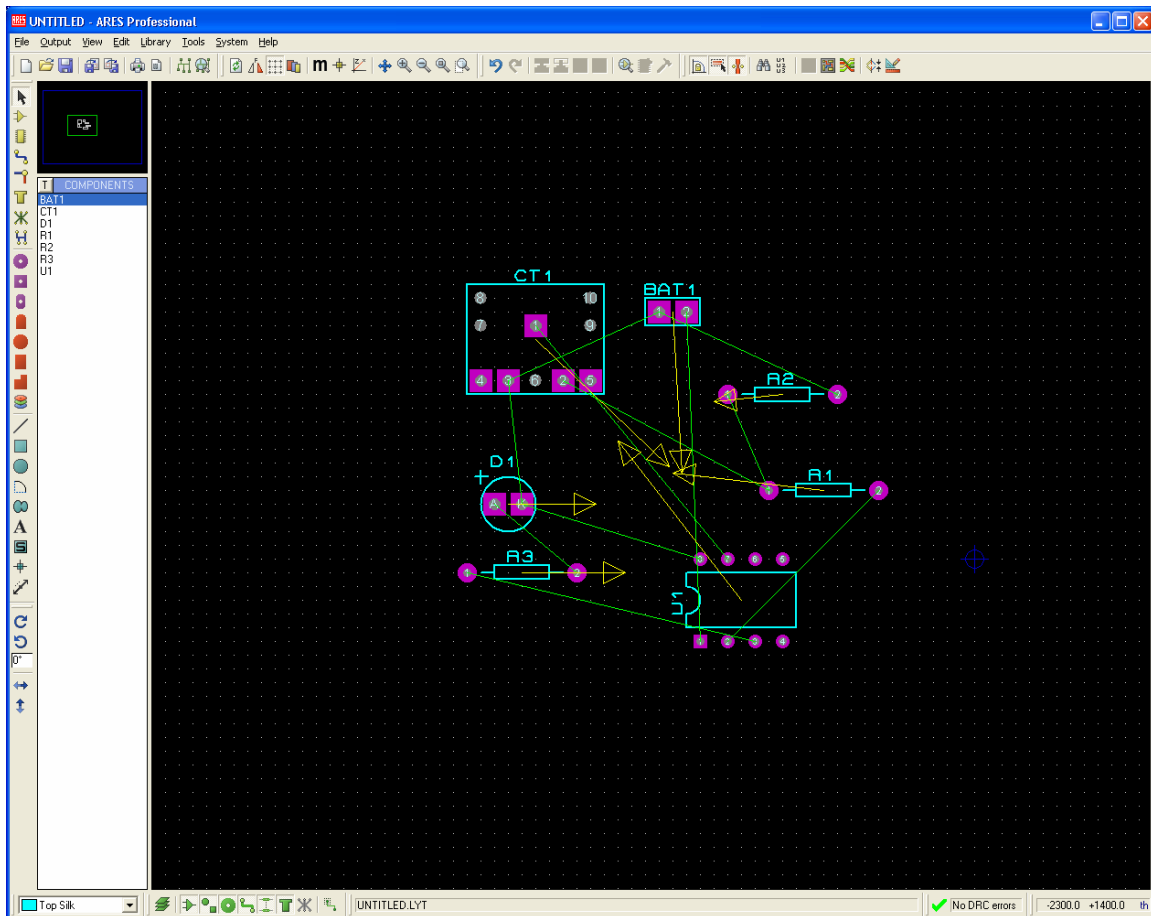 ARES UNTITLED - ARES Professional
File Output View Edit Library Tools System Help
m
T COMPONENTS
BAT1
CT1
D1
R1
R2
R3
U1
CT1
8 10
7 1 9
4 3 6 2 5
BAT1
1 2
R2
1 2
R1
1 2
D1
+
A K
R3
1 2
8 7 6 5
U1
1 2 3 4
A
S
0°
Top Silk
T
UNTITLED.LYT
No DRC errors
-2300.0 +1400.0 th